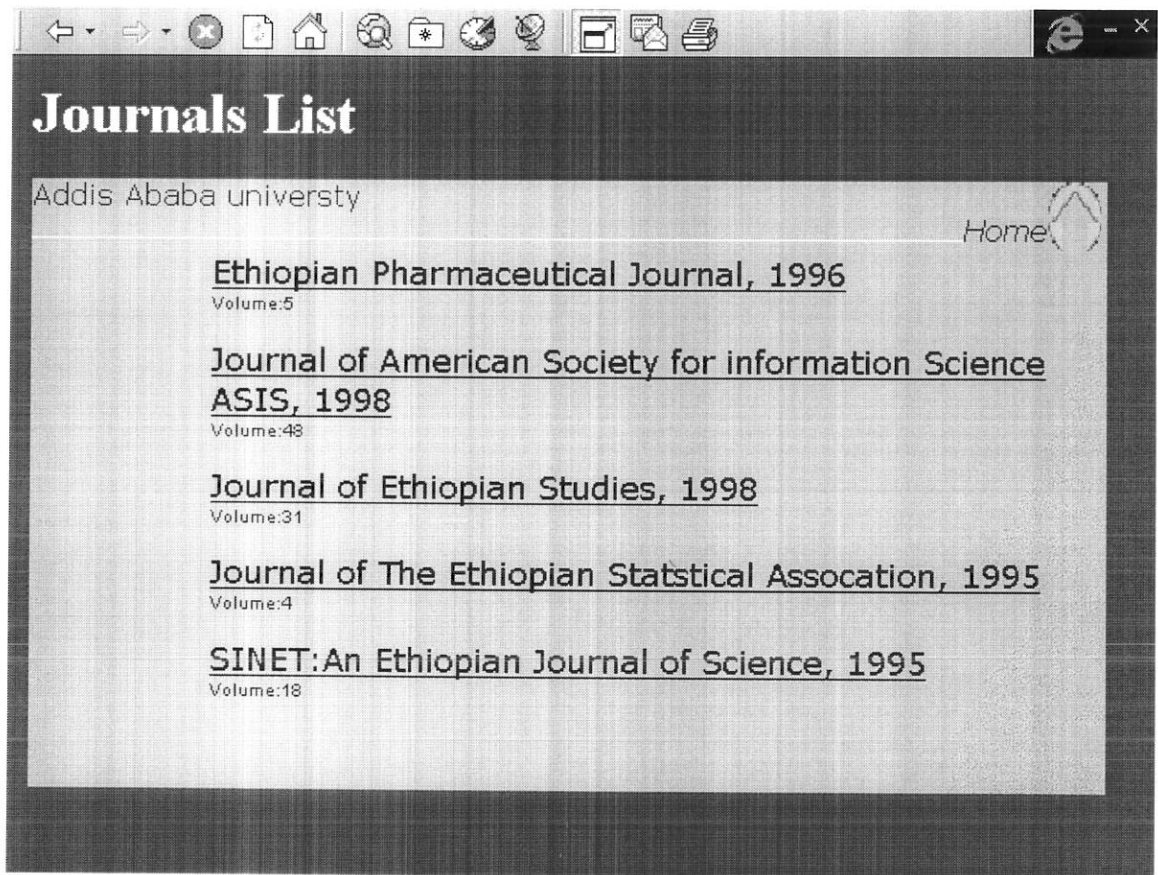 Journals List
Addis Ababa universty
Home
Ethiopian Pharmaceutical Journal, 1996
Volume:5
Journal of American Society for information Science
ASIS, 1998
Volume:48
Journal of Ethiopian Studies, 1998
Volume:31
Journal of The Ethiopian Statstical Assocation, 1995
Volume:4
SINET:An Ethiopian Journal of Science, 1995
Volume:18